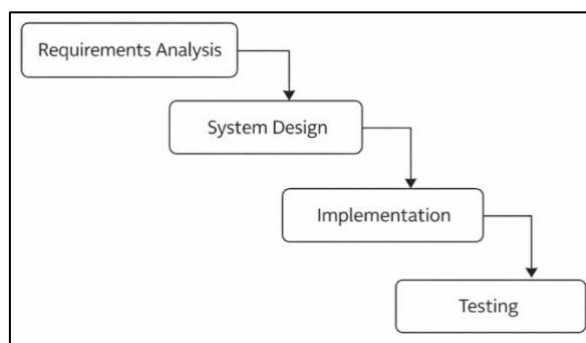 Requirements Analysis
System Design
Implementation
Testing